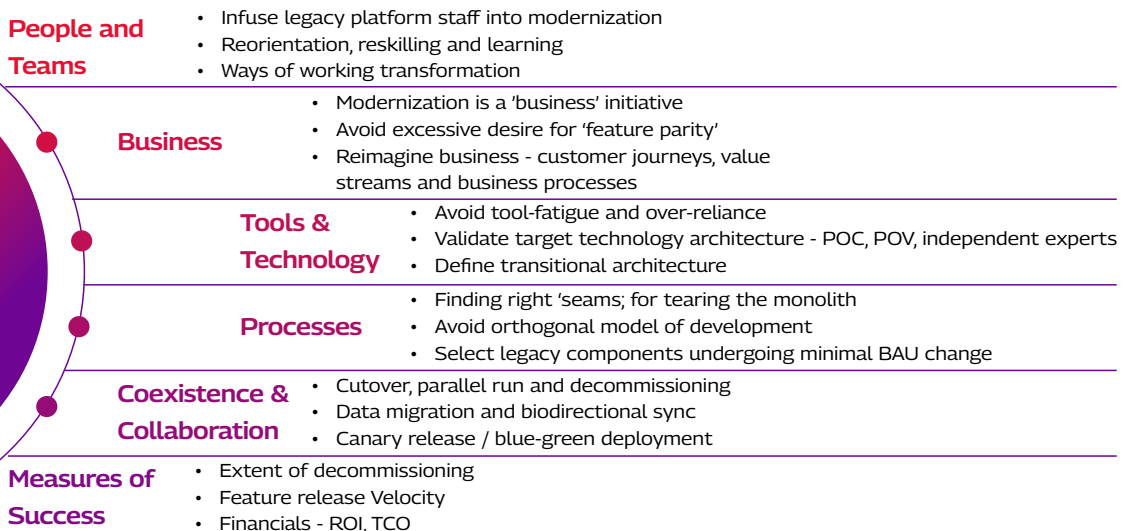 People and
Teams
• Infuse legacy platform staff into modernization
• Reorientation, reskilling and learning
• Ways of working transformation
Business
• Modernization is a 'business' initiative
• Avoid excessive desire for 'feature parity'
• Reimagine business - customer journeys, value
streams and business processes
Tools &
Technology
• Avoid tool-fatigue and over-reliance
• Validate target technology architecture - POC, POV, independent experts
• Define transitional architecture
Processes
• Finding right 'seams; for tearing the monolith
• Avoid orthogonal model of development
• Select legacy components undergoing minimal BAU change
Coexistence &
Collaboration
• Cutover, parallel run and decommissioning
• Data migration and biodirectional sync
• Canary release / blue-green deployment
Measures of
Success
• Extent of decommissioning
• Feature release Velocity
• Financials - ROI, TCO